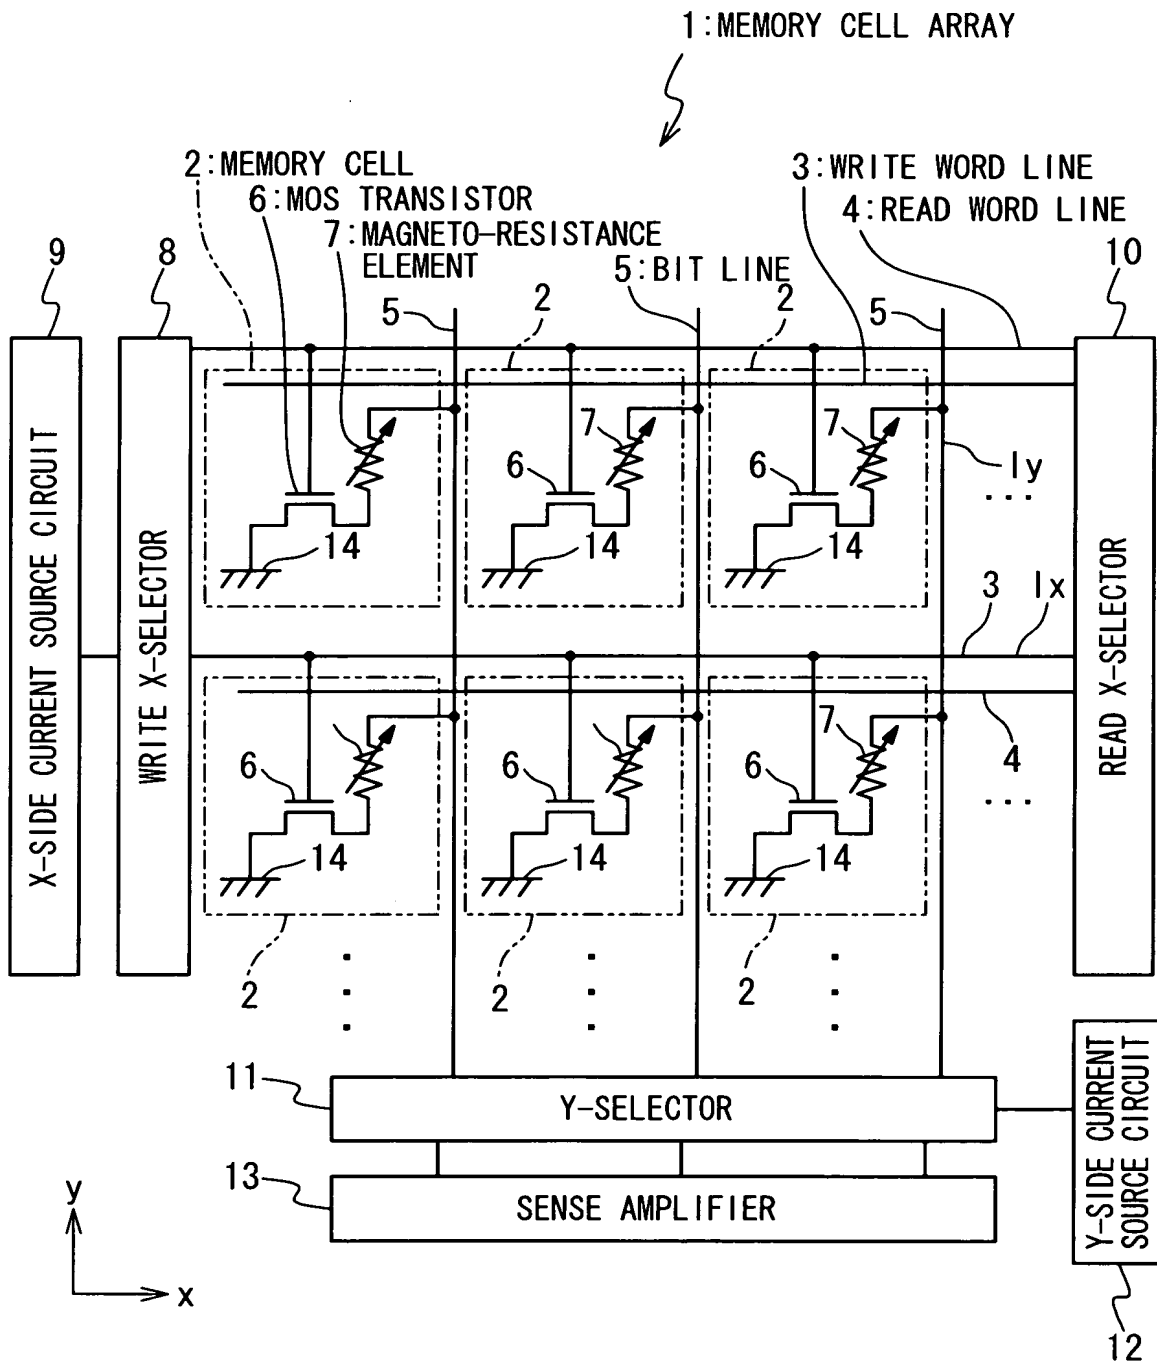 1:MEMORY CELL ARRAY
2:MEMORY CELL
3:WRITE WORD LINE
6:MOS TRANSISTOR
4:READ WORD LINE
7:MAGNETO-RESISTANCE
ELEMENT
9
8
5:BIT LINE
10
5
2
2
5
2
2
7
7
Iy
6
6
...
14
14
14
3
Ix
X-SIDE CURRENT SOURCE CIRCUIT
WRITE X-SELECTOR
READ X-SELECTOR
7
4
6
6
6
...
14
14
14
2
2
2
11
Y-SELECTOR
13
SENSE AMPLIFIER
Y-SIDE CURRENT
SOURCE CIRCUIT
y
x
12